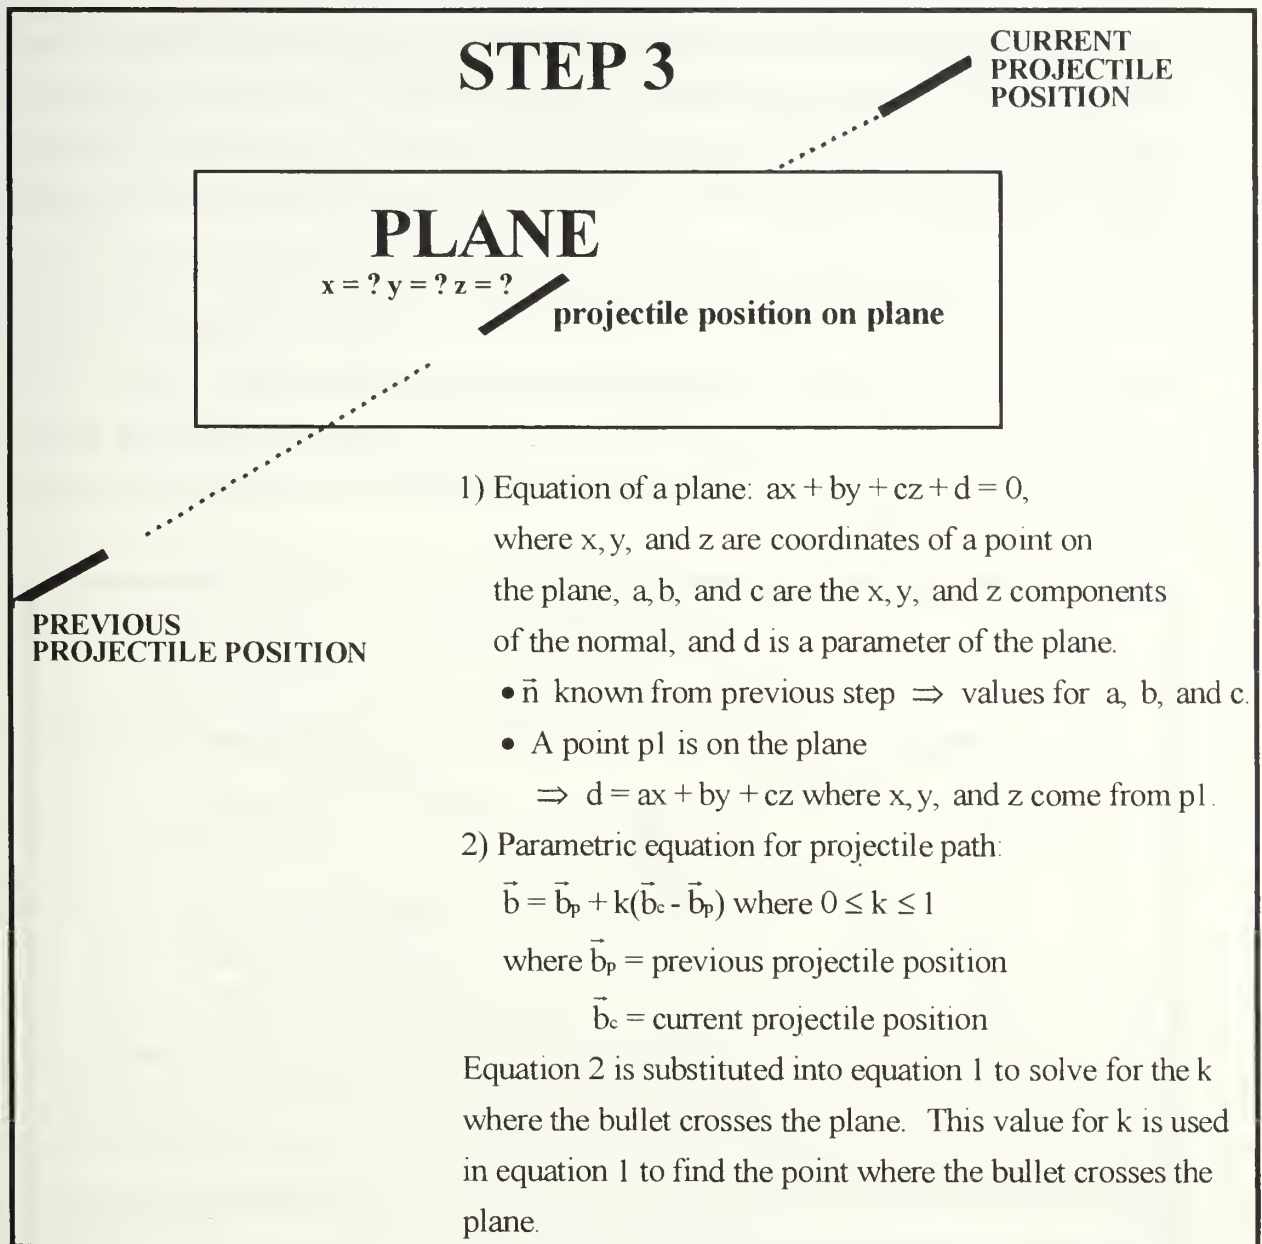 STEP 3
CURRENT
PROJECTILE
POSITION
PLANE
x = ? y = ? z = ?
projectile position on plane
PREVIOUS
PROJECTILE POSITION
1) Equation of a plane: ax + by + cz + d = 0,
where x, y, and z are coordinates of a point on
the plane, a, b, and c are the x, y, and z components
of the normal, and d is a parameter of the plane.
• n⃗ known from previous step ⇒ values for a, b, and c.
• A point p1 is on the plane
⇒ d = ax + by + cz where x, y, and z come from p1.
2) Parametric equation for projectile path:
b⃗ = b⃗ₚ + k(b⃗c - b⃗ₚ) where 0 ≤ k ≤ 1
where b⃗ₚ = previous projectile position
b⃗c = current projectile position
Equation 2 is substituted into equation 1 to solve for the k
where the bullet crosses the plane. This value for k is used
in equation 1 to find the point where the bullet crosses the
plane.